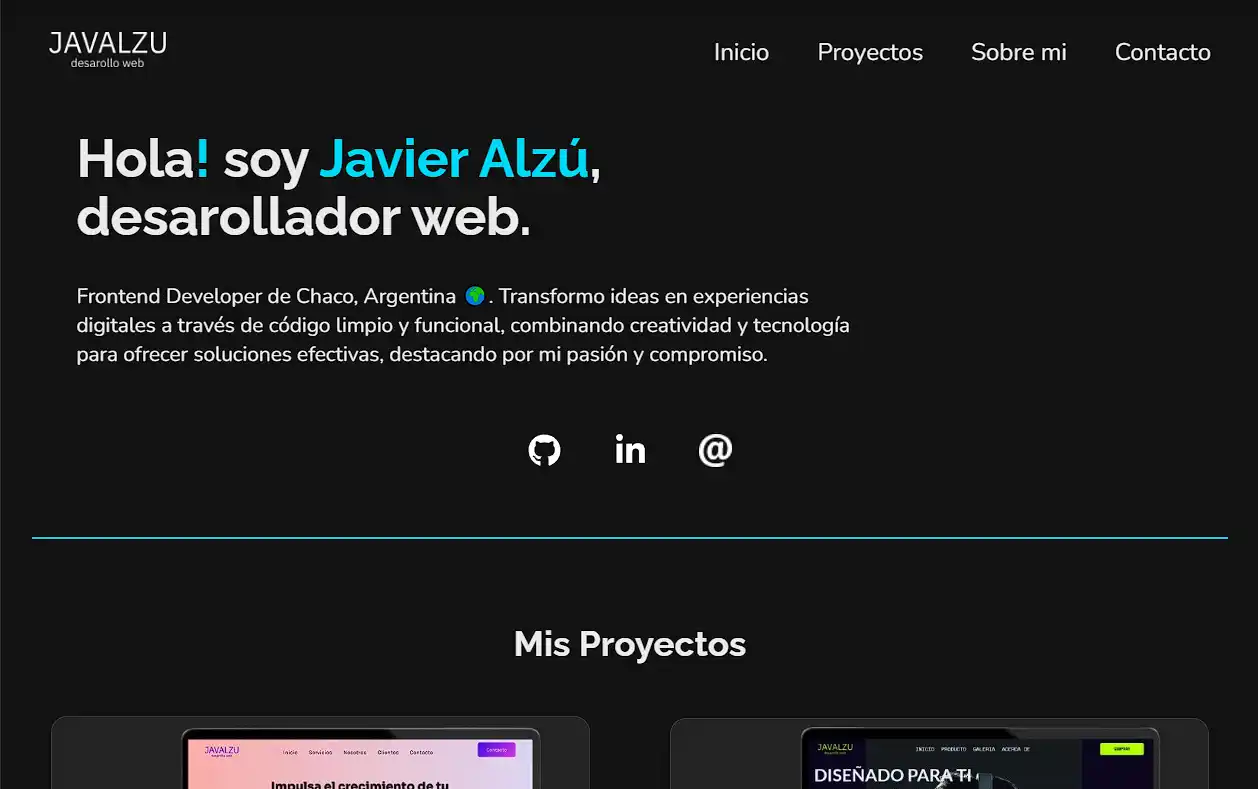 JAVALZU
desarollo web
Inicio Proyectos Sobre mi Contacto
Hola! soy Javier Alzú,
desarollador web.
Frontend Developer de Chaco, Argentina 🌍. Transformo ideas en experiencias
digitales a través de código limpio y funcional, combinando creatividad y tecnología
para ofrecer soluciones efectivas, destacando por mi pasión y compromiso.
in
@
Mis Proyectos
JAVALZU
Inicio Servicios Nosotros Clientes Contacto
Contacto
Impulsa el crecimiento de tu
JAVALZU
INICIO PRODUCTO GALERIA ACERCA DE
DISEÑADO PARA TI